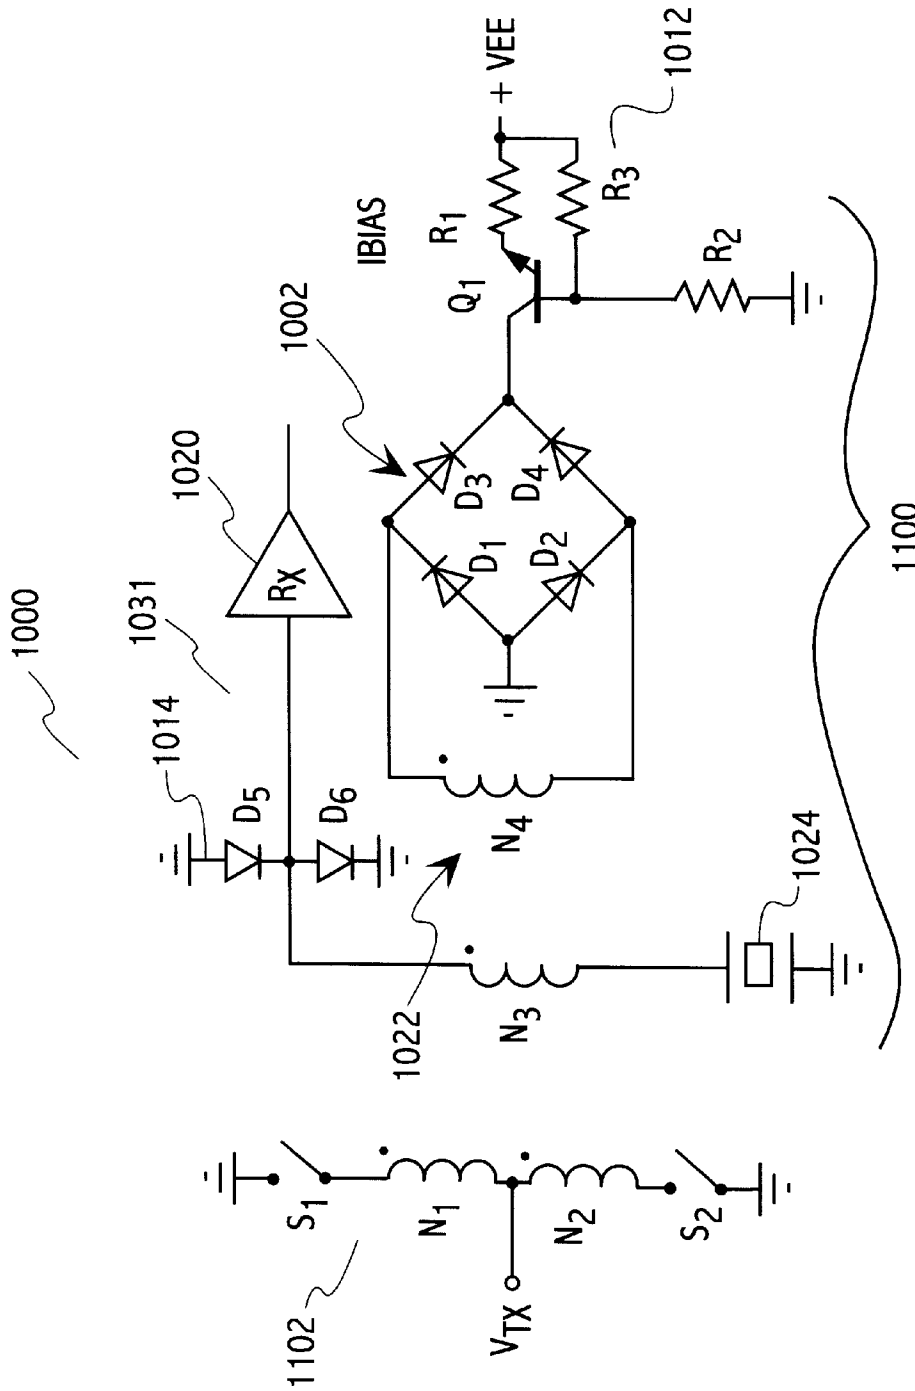 1000
1014
1031
1020
1002
D5
D6
RX
IBIAS
+ VEE
R1
Q1
R3
1012
D3
D1
D4
D2
R2
N4
1022
N3
1024
1100
1102
S1
N1
VTX
N2
S2